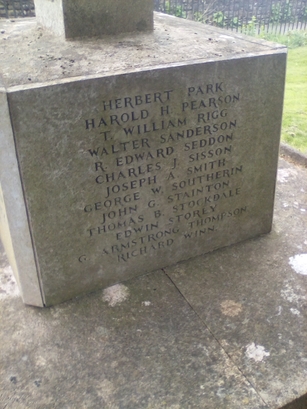 HERBERT PARK
HAROLD H PEARSON
T. WILLIAM RIGG
WALTER SANDERSON
R. EDWARD SEDDON
CHARLES J. SISSON
JOSEPH A. SMITH
GEORGE W. SOUTHERIN
JOHN G. STAINTON
THOMAS B. STOCKDALE
EDWIN STOREY
G. ARMSTRONG THOMPSON
RICHARD WINN